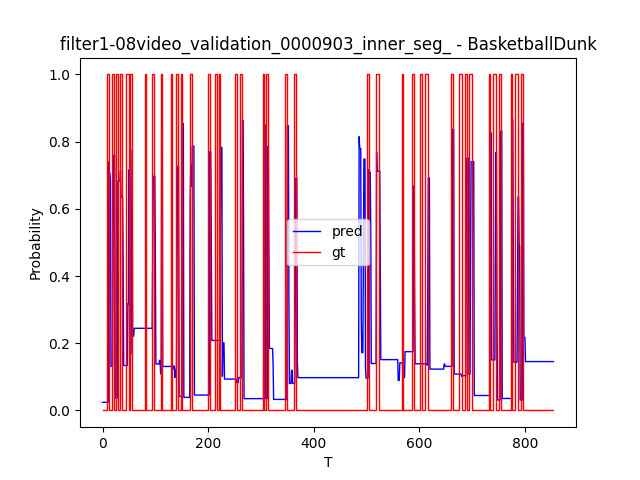 filter1-08video_validation_0000903_inner_seg_ - BasketballDunk
1.0
0.8
0.6
0.4
0.2
0.0
Probability
pred
gt
0
200
400
600
800
T